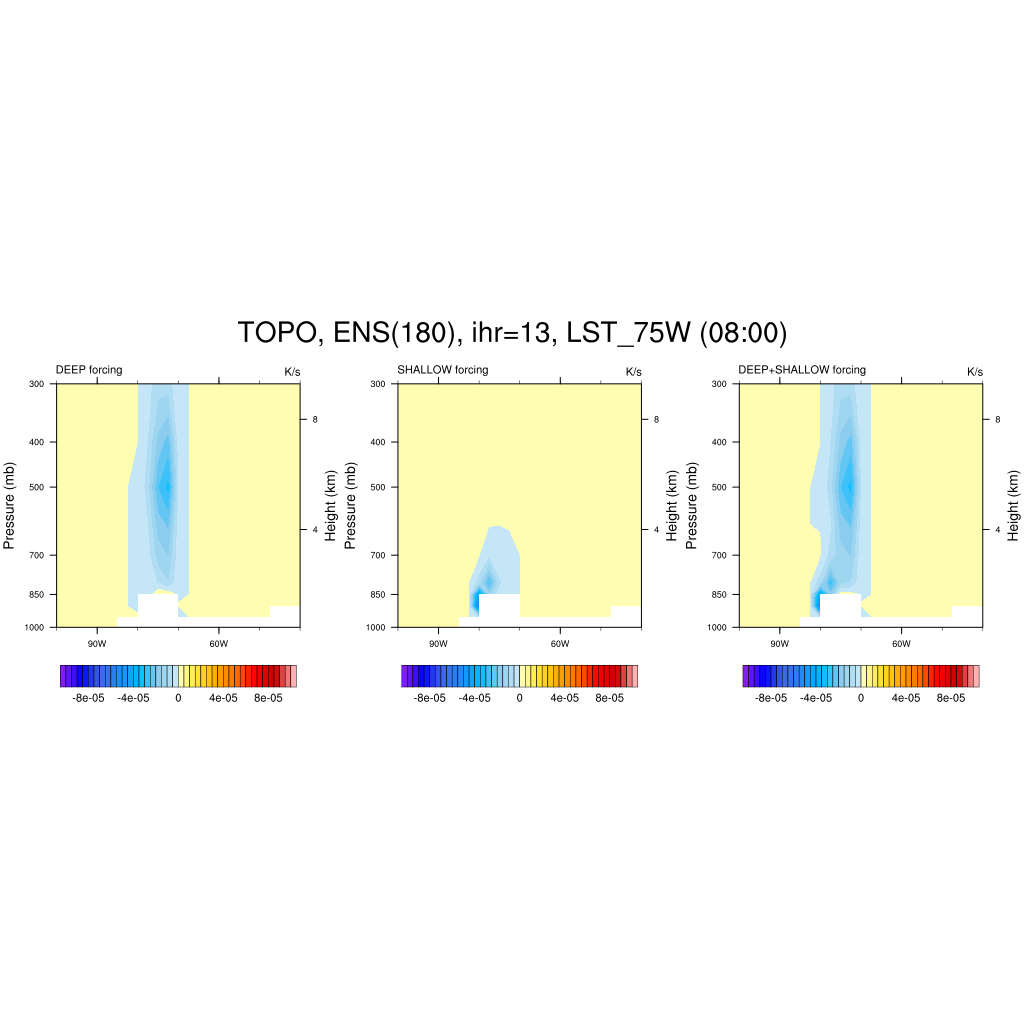 TOPO, ENS(180), ihr=13, LST_75W (08:00)
DEEP forcing K/s
300
400
500
700
850
1000
Pressure (mb)
8
4
Height (km)
90W 60W
-8e-05 -4e-05 0 4e-05 8e-05
SHALLOW forcing K/s
300
400
500
700
850
1000
Pressure (mb)
8
4
Height (km)
90W 60W
-8e-05 -4e-05 0 4e-05 8e-05
DEEP+SHALLOW forcing K/s
300
400
500
700
850
1000
Pressure (mb)
8
4
Height (km)
90W 60W
-8e-05 -4e-05 0 4e-05 8e-05